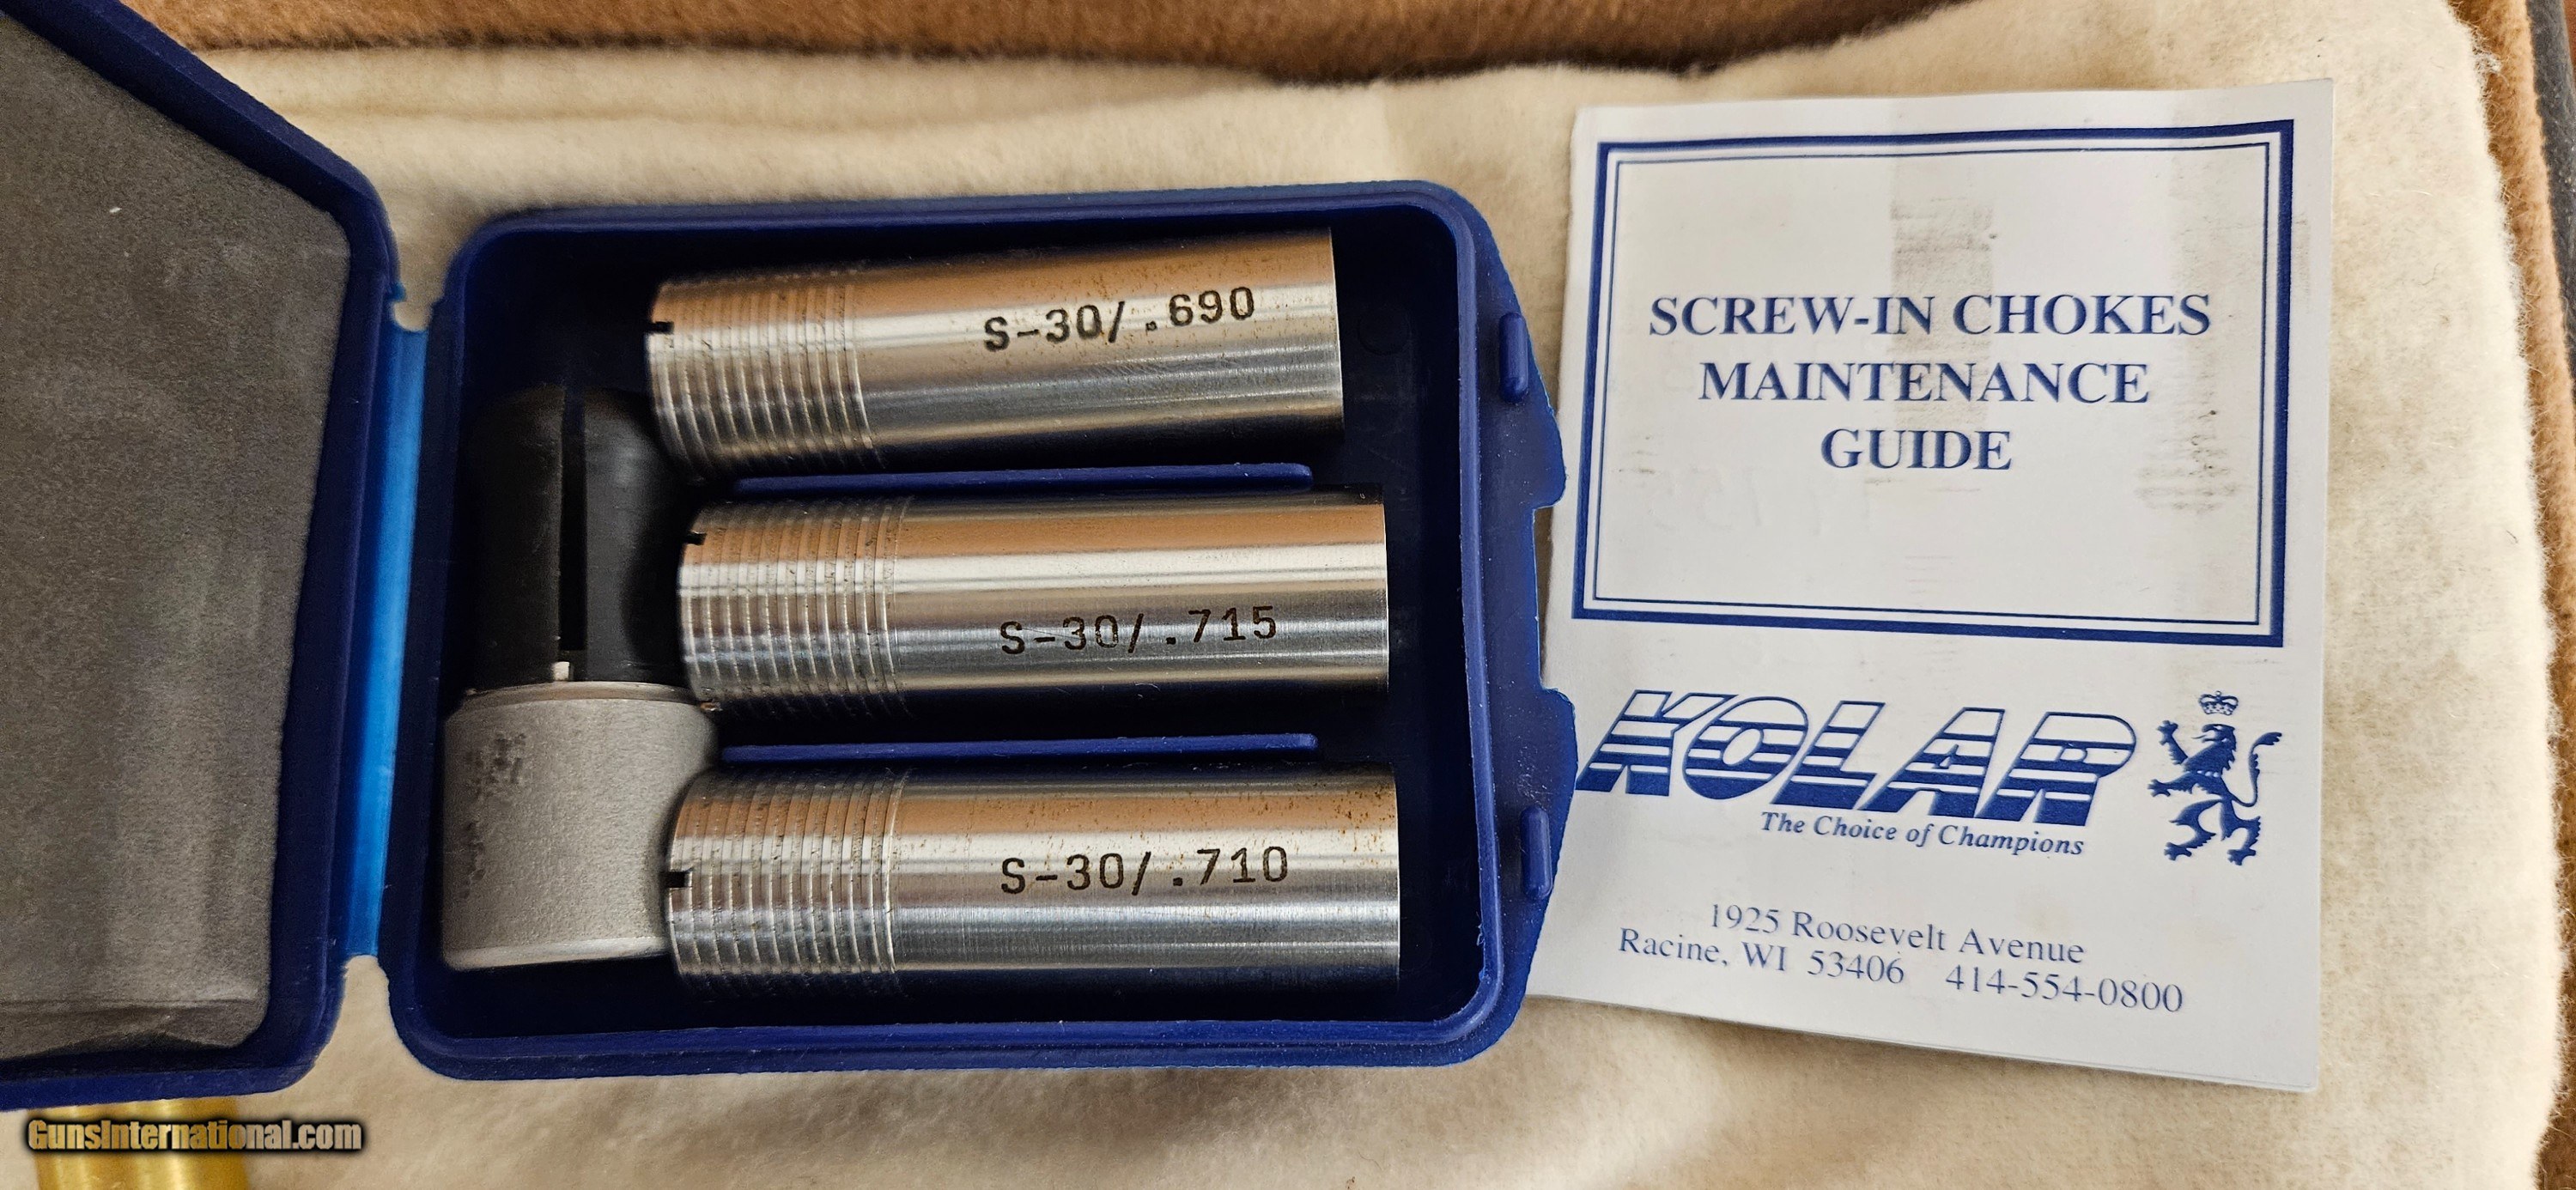 S-30/.690
S-30/.715
S-30/.710
SCREW-IN CHOKES
MAINTENANCE
GUIDE
KOLAR
The Choice of Champions
1925 Roosevelt Avenue
Racine, WI 53406 414-554-0800
GunsInternational.com